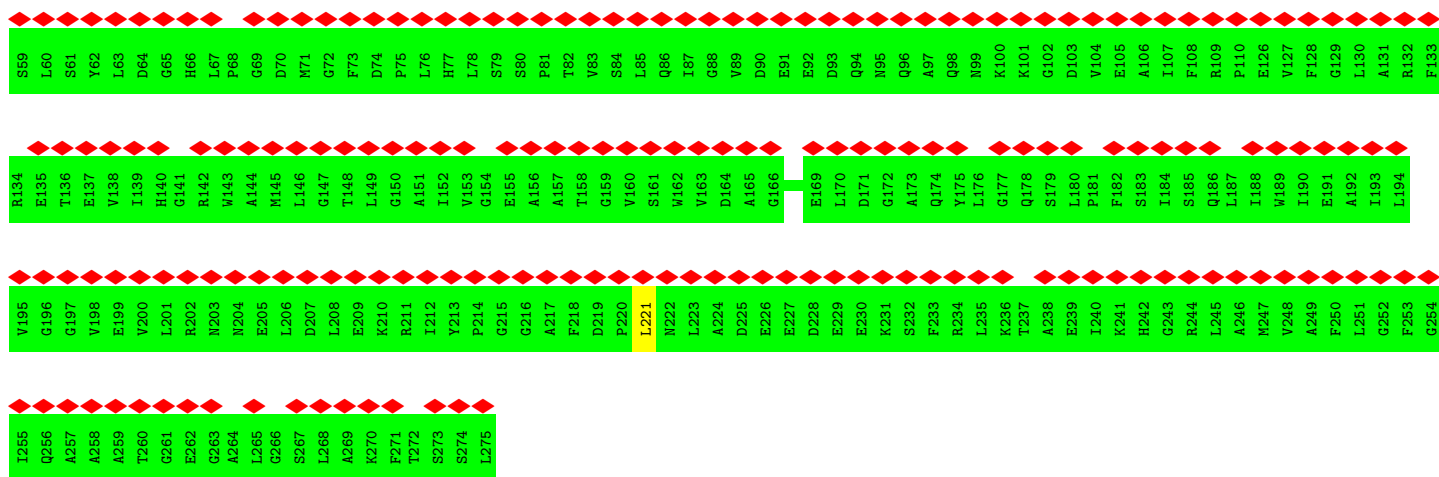 S59 L60 S61 Y62 L63 D64 G65 H66 L67 P68 G69 D70 M71 G72 F73 D74 P75 L76 H77 L78 S79 S80 P81 T82 V83 S84 L85 Q86 I87 G88 V89 D90 E91 E92 D93 Q94 N95 Q96 A97 Q98 N99 K100 K101 G102 D103 V104 E105 A106 I107 F108 R109 P110 E126 V127 F128 G129 L130 A131 R132 F133
R134 E135 T136 E137 V138 I139 H140 G141 R142 W143 A144 M145 L146 G147 T148 L149 G150 A151 I152 V153 G154 E155 A156 A157 T158 G159 V160 S161 W162 V163 D164 A165 G166 E169 L170 D171 G172 A173 Q174 Y175 L176 G177 Q178 S179 L180 P181 F182 S183 I184 S185 Q186 L187 I188 W189 I190 E191 A192 I193 L194
V195 G196 G197 V198 E199 V200 L201 R202 N203 N204 E205 L206 D207 L208 E209 K210 R211 I212 Y213 P214 G215 G216 A217 F218 D219 P220 L221 N222 L223 A224 D225 E226 E227 D228 E229 E230 K231 S232 F233 R234 L235 K236 T237 A238 E239 I240 K241 H242 G243 R244 L245 A246 M247 V248 A249 F250 L251 G252 F253 G254
I255 Q256 A257 A258 A259 T260 G261 E262 G263 A264 L265 G266 S267 L268 A269 K270 F271 T272 S273 S274 L275